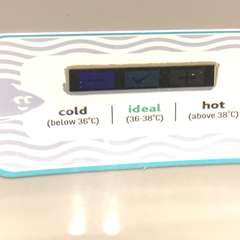 cold ideal hot
(below 36°C) (36-38°C) (above 38°C)